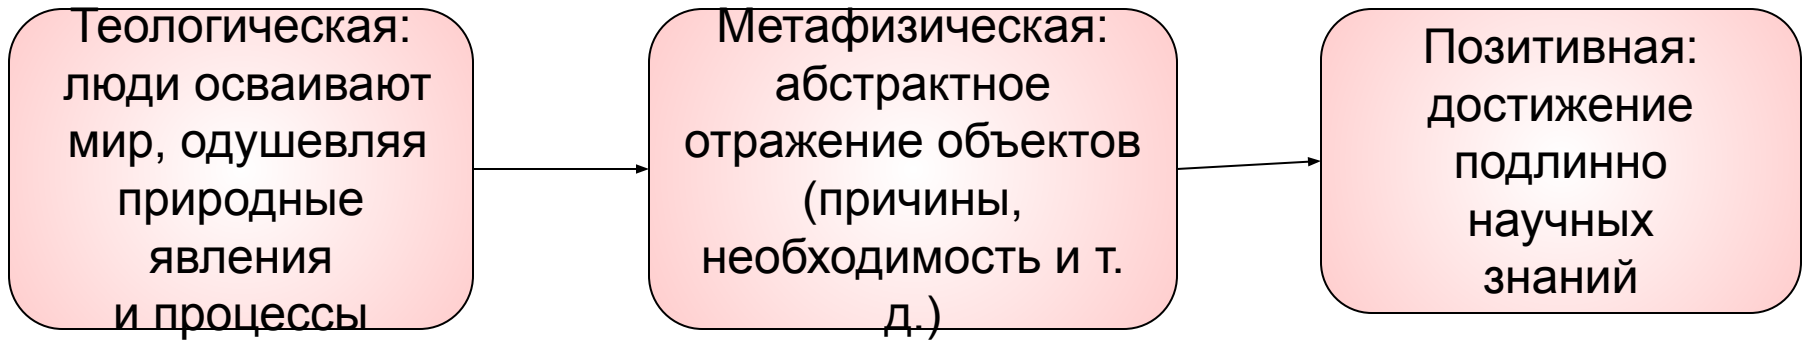 Теологическая:
люди осваивают
мир, одушевляя
природные
явления
и процессы
Метафизическая:
абстрактное
отражение объектов
(причины,
необходимость и т.
д.)
Позитивная:
достижение
подлинно
научных
знаний